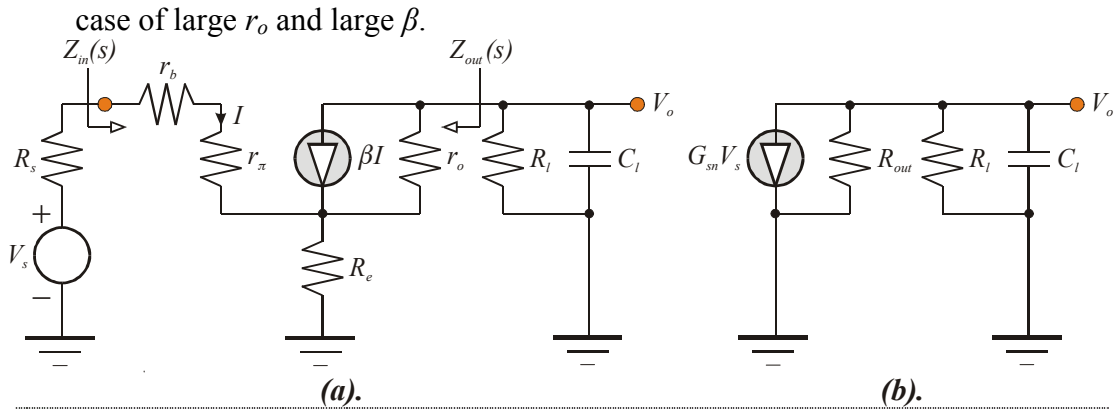 case of large r_o and large β.
Z_in(s) Z_out(s)
r_b
I
V_o V_o
R_s r_π βI r_o R_l C_l G_sn V_s R_out R_l C_l
+
V_s R_e
−
(a). (b).